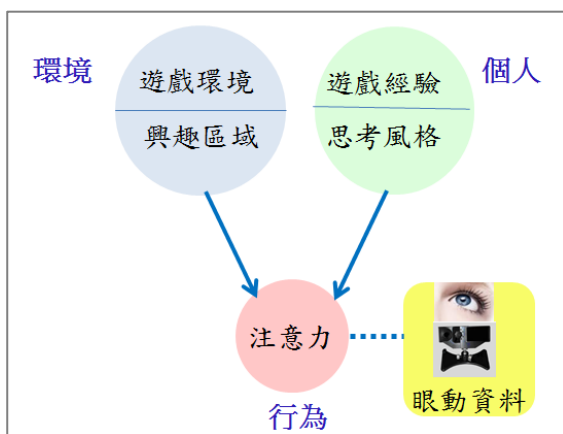 環境
遊戲環境
興趣區域
遊戲經驗
思考風格
個人
注意力
行為
眼動資料